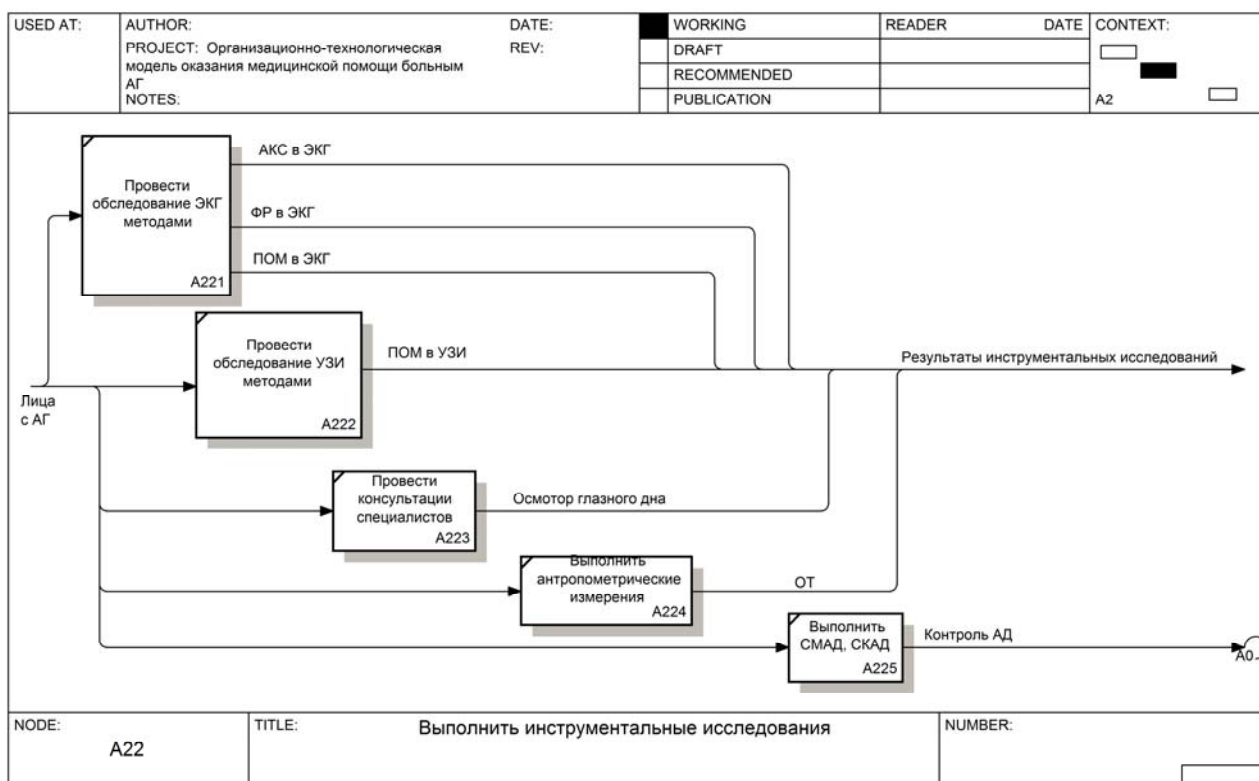 USED AT:
AUTHOR:
DATE:
WORKING
READER
DATE
CONTEXT:
PROJECT: Организационно-технологическая
REV:
DRAFT
модель оказания медицинской помощи больным
RECOMMENDED
АГ
NOTES:
PUBLICATION
A2
АКС в ЭКГ
Провести
обследование ЭКГ
методами
ФР в ЭКГ
ПОМ в ЭКГ
A221
Провести
обследование УЗИ
методами
ПОМ в УЗИ
Результаты инструментальных исследований
Лица
с АГ
A222
Провести
консультации
специалистов
Осмотор глазного дна
A223
Выполнить
антропометрические
измерения
ОТ
A224
Выполнить
СМАД, СКАД
Контроль АД
A225
A0.
NODE:
TITLE:
Выполнить инструментальные исследования
NUMBER:
A22